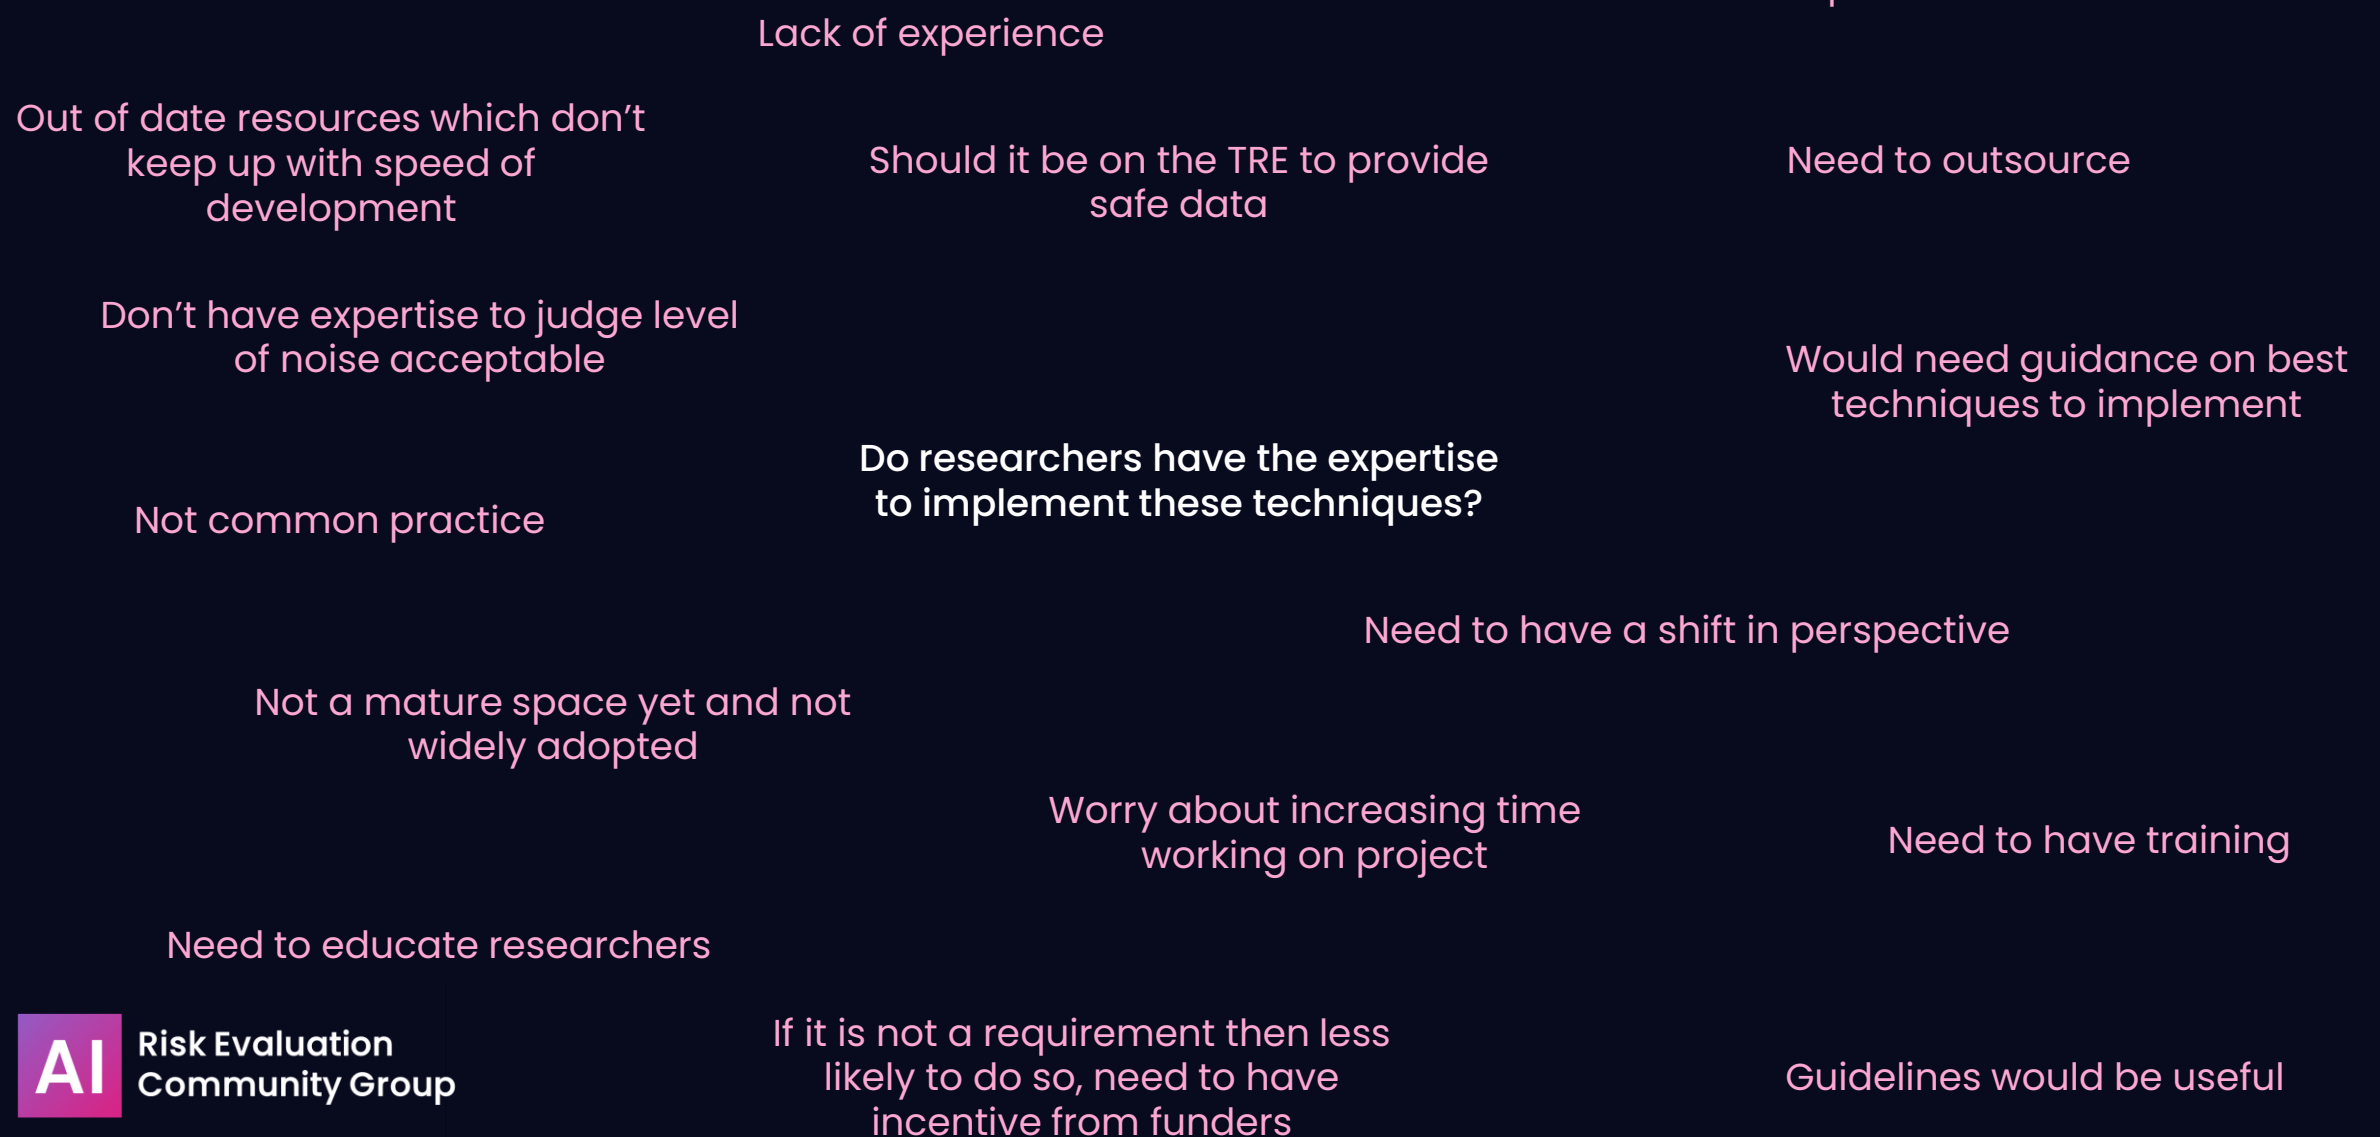 Lack of experience
Out of date resources which don’t
keep up with speed of
development
Should it be on the TRE to provide
safe data
Need to outsource
Don’t have expertise to judge level
of noise acceptable
Would need guidance on best
techniques to implement
Do researchers have the expertise
to implement these techniques?
Not common practice
Need to have a shift in perspective
Not a mature space yet and not
widely adopted
Worry about increasing time
working on project
Need to have training
Need to educate researchers
If it is not a requirement then less
likely to do so, need to have
incentive from funders
Guidelines would be useful
AI
Risk Evaluation
Community Group